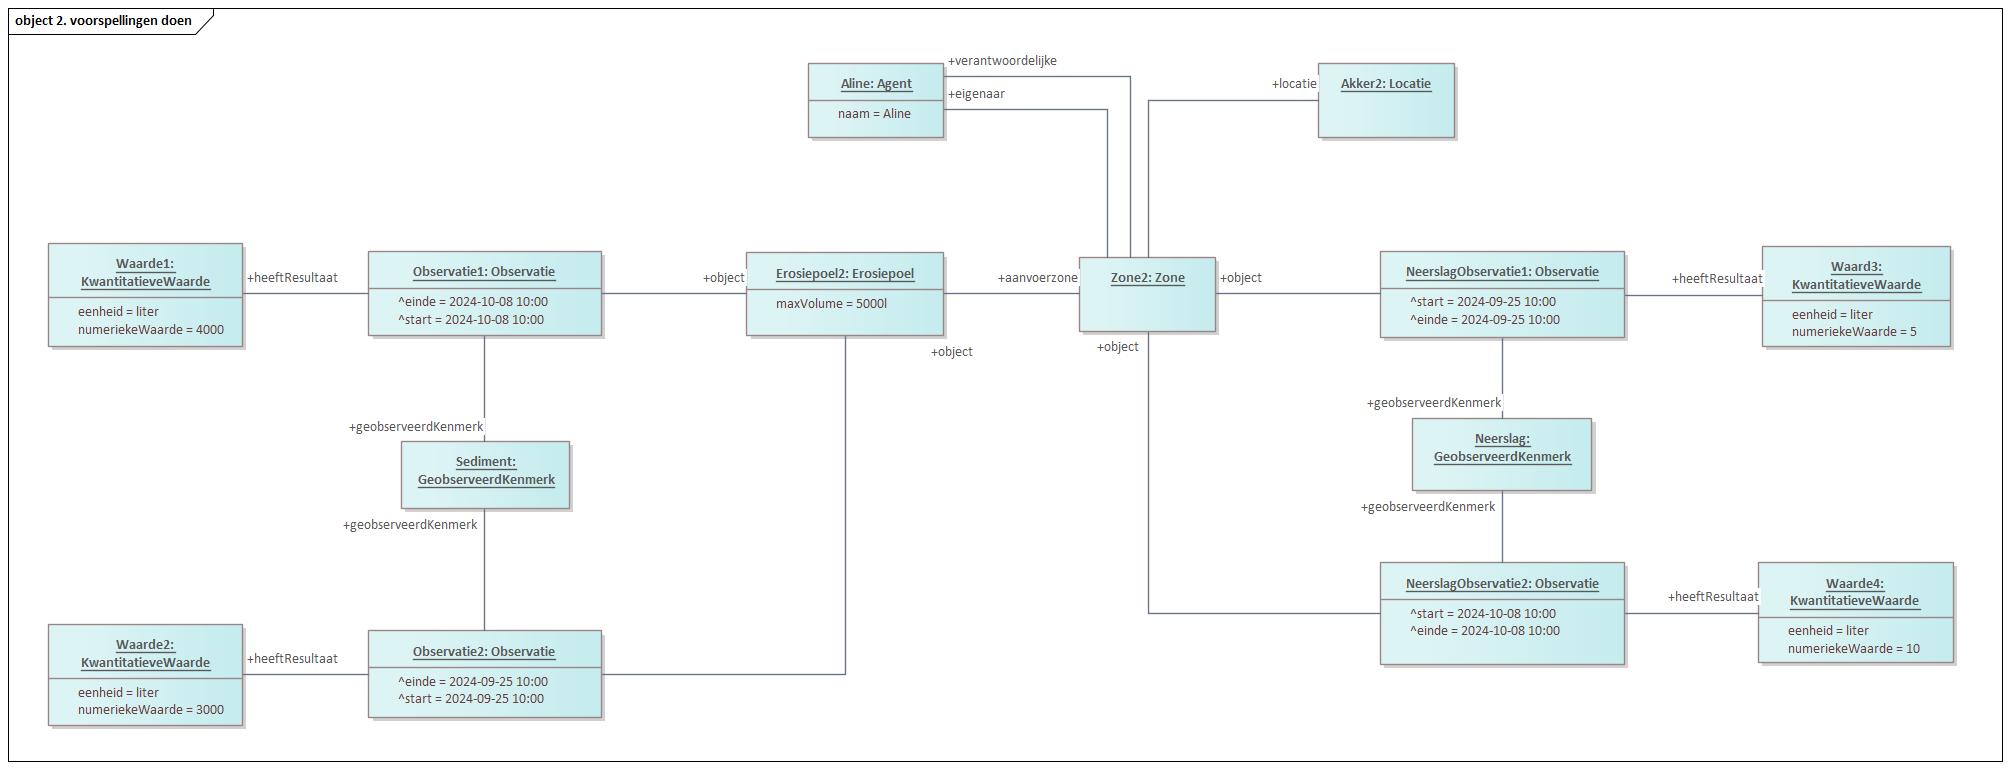 object 2. voorspellingen doen
+verantwoordelijke
Aline: Agent
+eigenaar
naam = Aline
+locatie
Akker2: Locatie
Waarde1:
KwantitatieveWaarde
eenheid = liter
numeriekeWaarde = 4000
+heeftResultaat
Observatie1: Observatie
^einde = 2024-10-08 10:00
^start = 2024-10-08 10:00
+object
Erosiepoel2: Erosiepoel
maxVolume = 5000l
+object
+aanvoerzone
Zone2: Zone
+object
+object
NeerslagObservatie1: Observatie
^start = 2024-09-25 10:00
^einde = 2024-09-25 10:00
+heeftResultaat
Waard3:
KwantitatieveWaarde
eenheid = liter
numeriekeWaarde = 5
+geobserveerdKenmerk
Sediment:
GeobserveerdKenmerk
+geobserveerdKenmerk
+geobserveerdKenmerk
Neerslag:
GeobserveerdKenmerk
+geobserveerdKenmerk
Waarde2:
KwantitatieveWaarde
eenheid = liter
numeriekeWaarde = 3000
+heeftResultaat
Observatie2: Observatie
^einde = 2024-09-25 10:00
^start = 2024-09-25 10:00
NeerslagObservatie2: Observatie
^start = 2024-10-08 10:00
^einde = 2024-10-08 10:00
+heeftResultaat
Waarde4:
KwantitatieveWaarde
eenheid = liter
numeriekeWaarde = 10